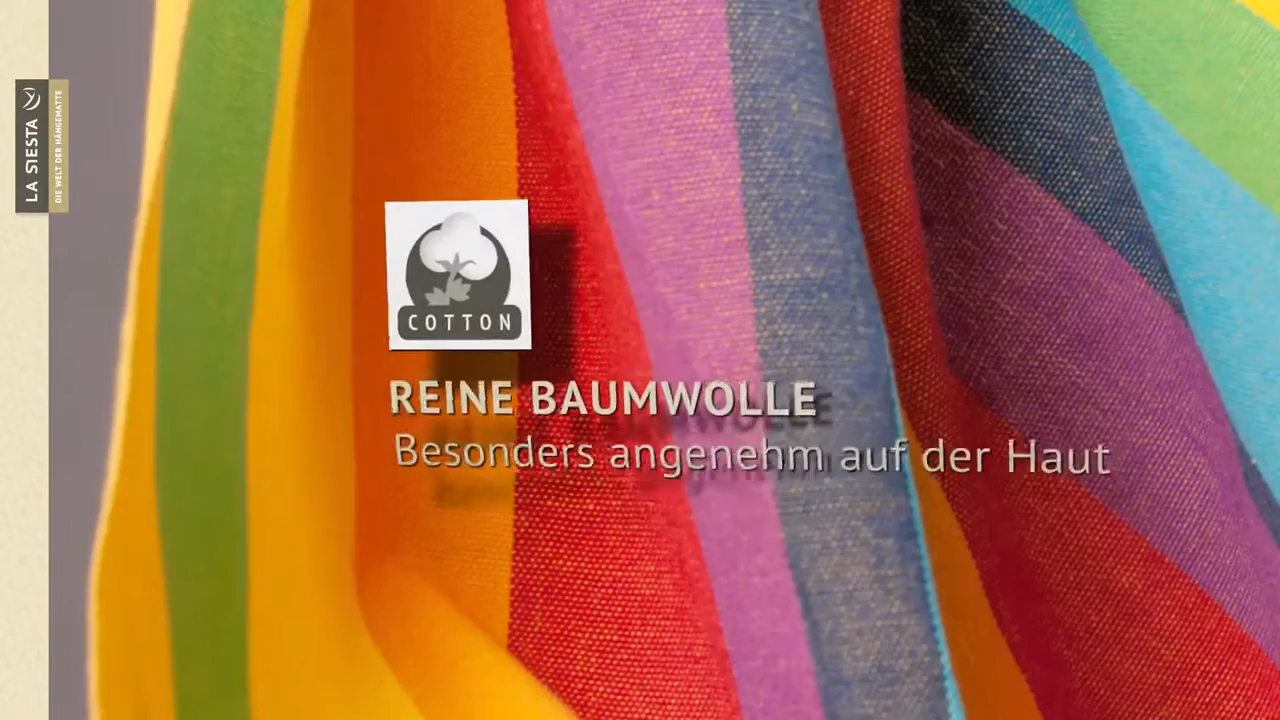 LA SIESTA
DIE WELT DER HÄNGEMATTE
COTTON
REINE BAUMWOLLE
Besonders angenehm auf der Haut